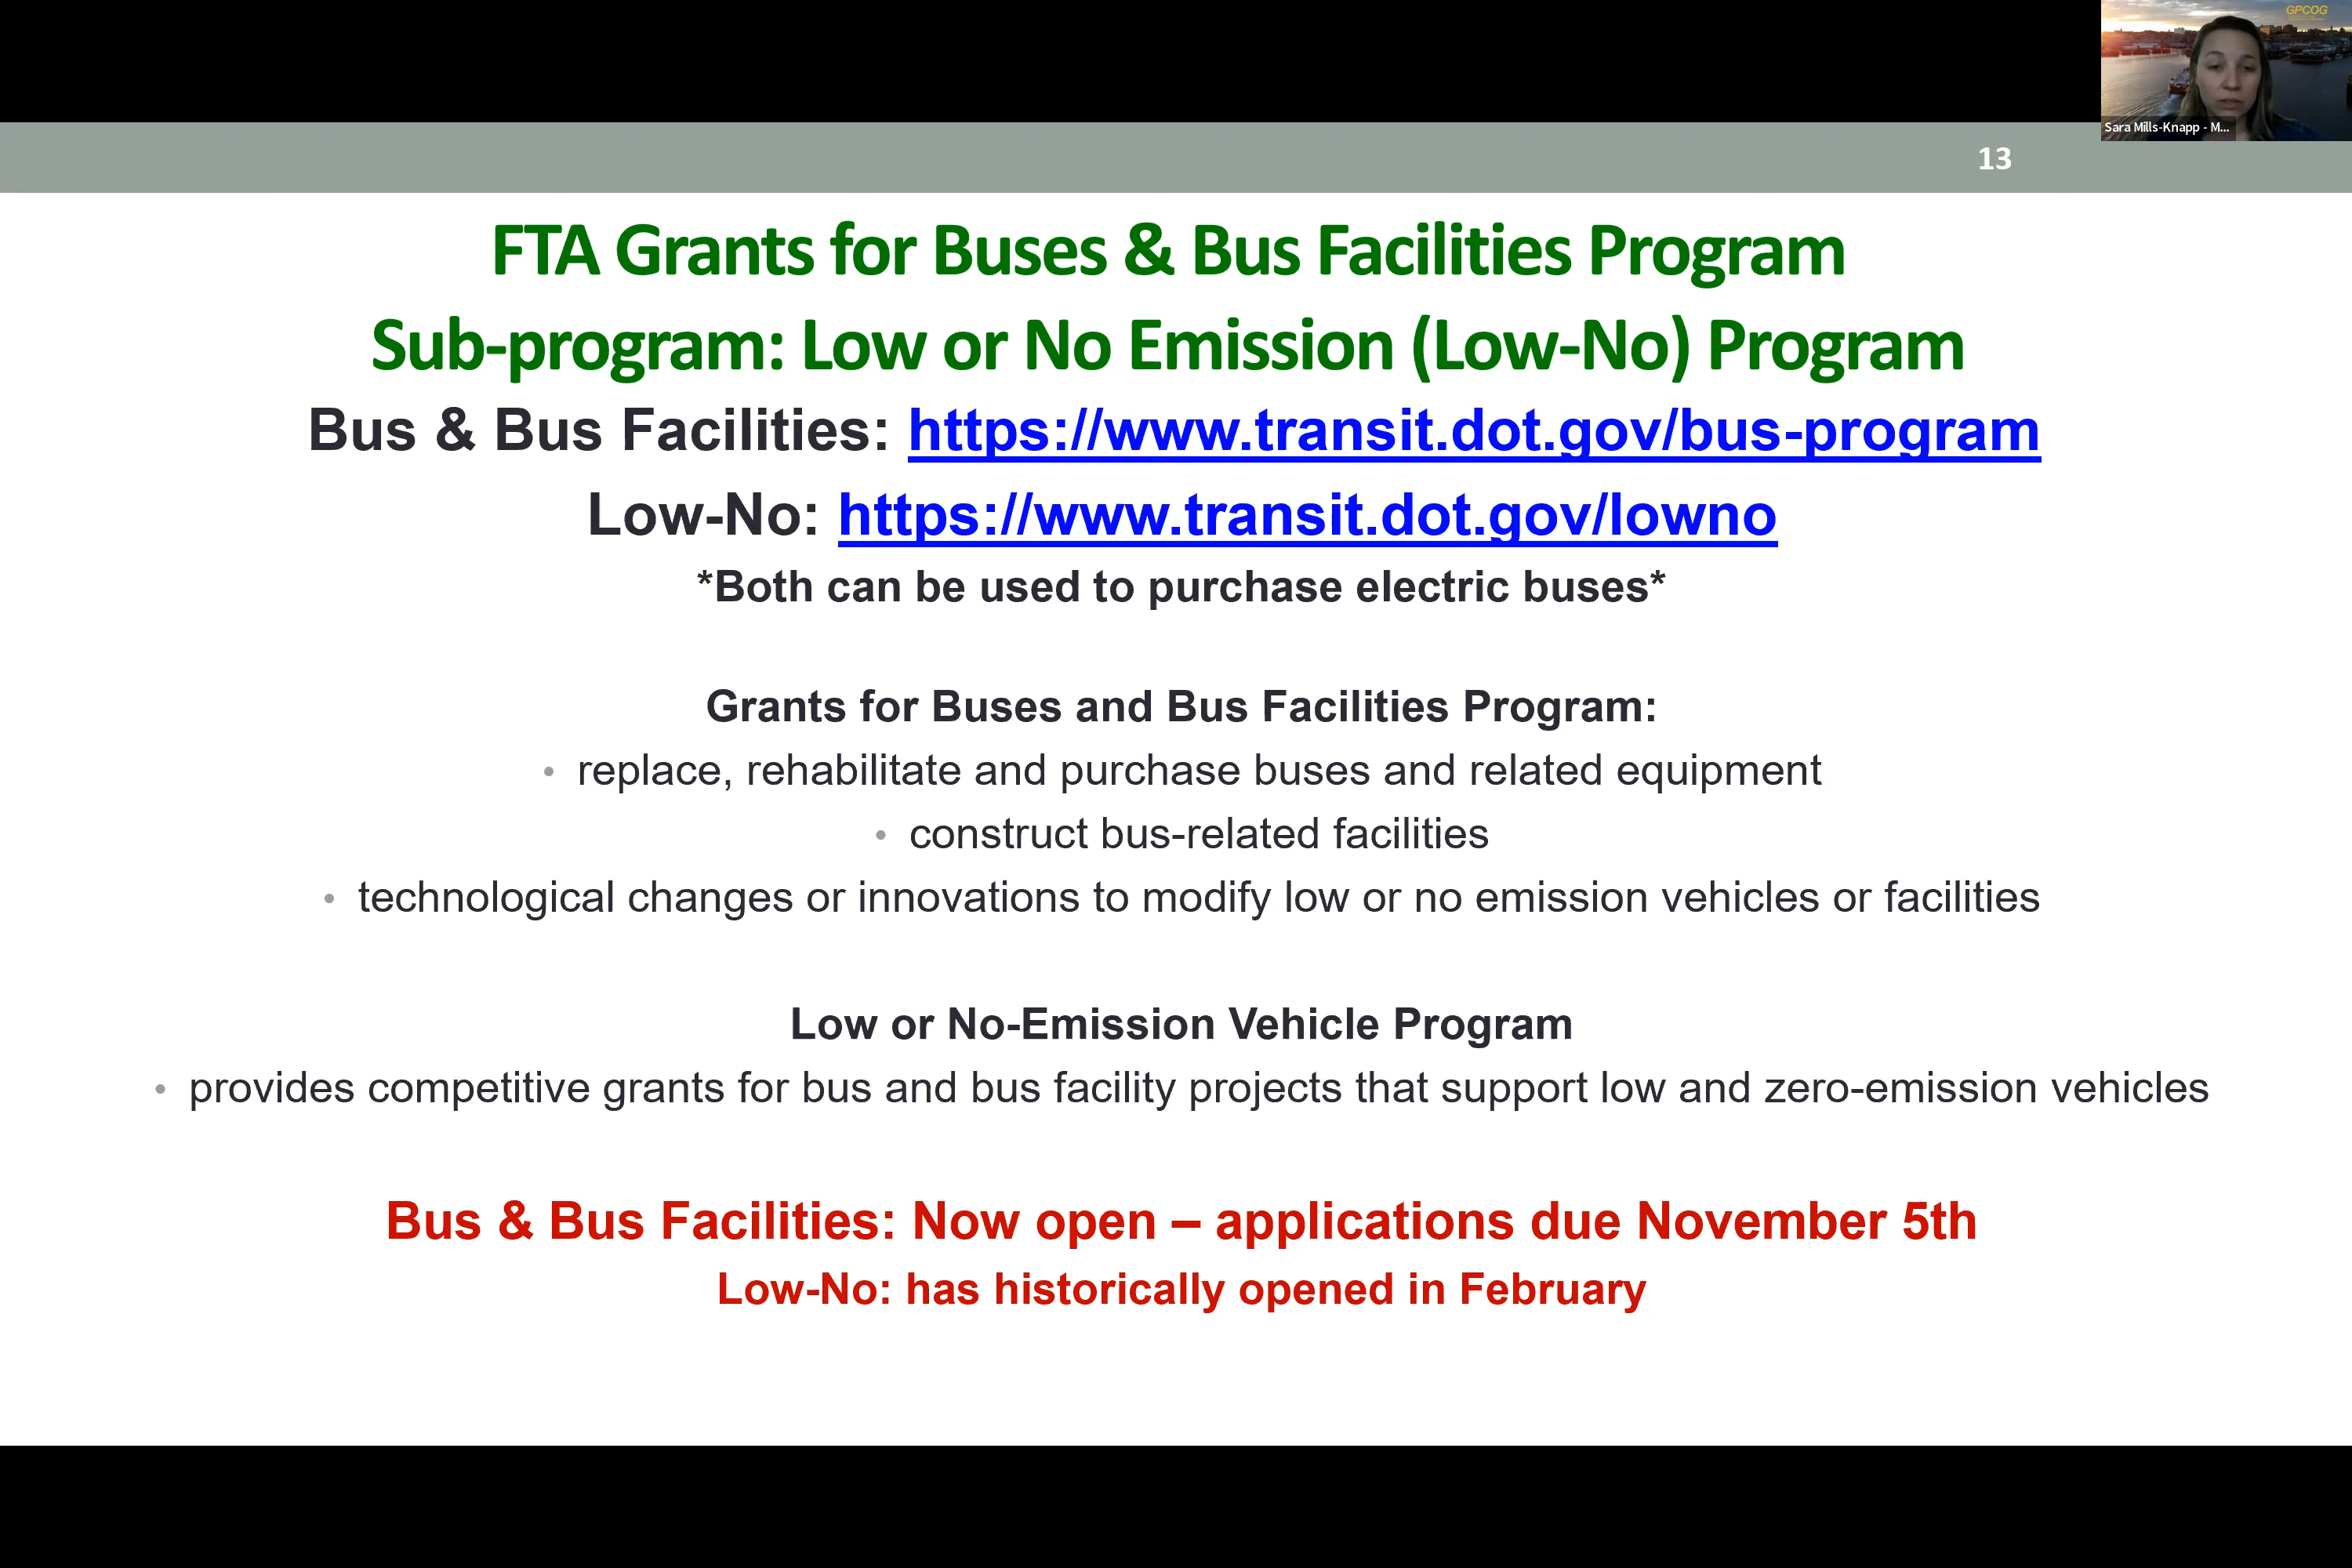 GPCOG
Sara Mills-Knapp - M...
13
FTA Grants for Buses & Bus Facilities Program
Sub-program: Low or No Emission (Low-No) Program
Bus & Bus Facilities: https://www.transit.dot.gov/bus-program
Low-No: https://www.transit.dot.gov/lowno
*Both can be used to purchase electric buses*
Grants for Buses and Bus Facilities Program:
• replace, rehabilitate and purchase buses and related equipment
• construct bus-related facilities
• technological changes or innovations to modify low or no emission vehicles or facilities
Low or No-Emission Vehicle Program
• provides competitive grants for bus and bus facility projects that support low and zero-emission vehicles
Bus & Bus Facilities: Now open – applications due November 5th
Low-No: has historically opened in February